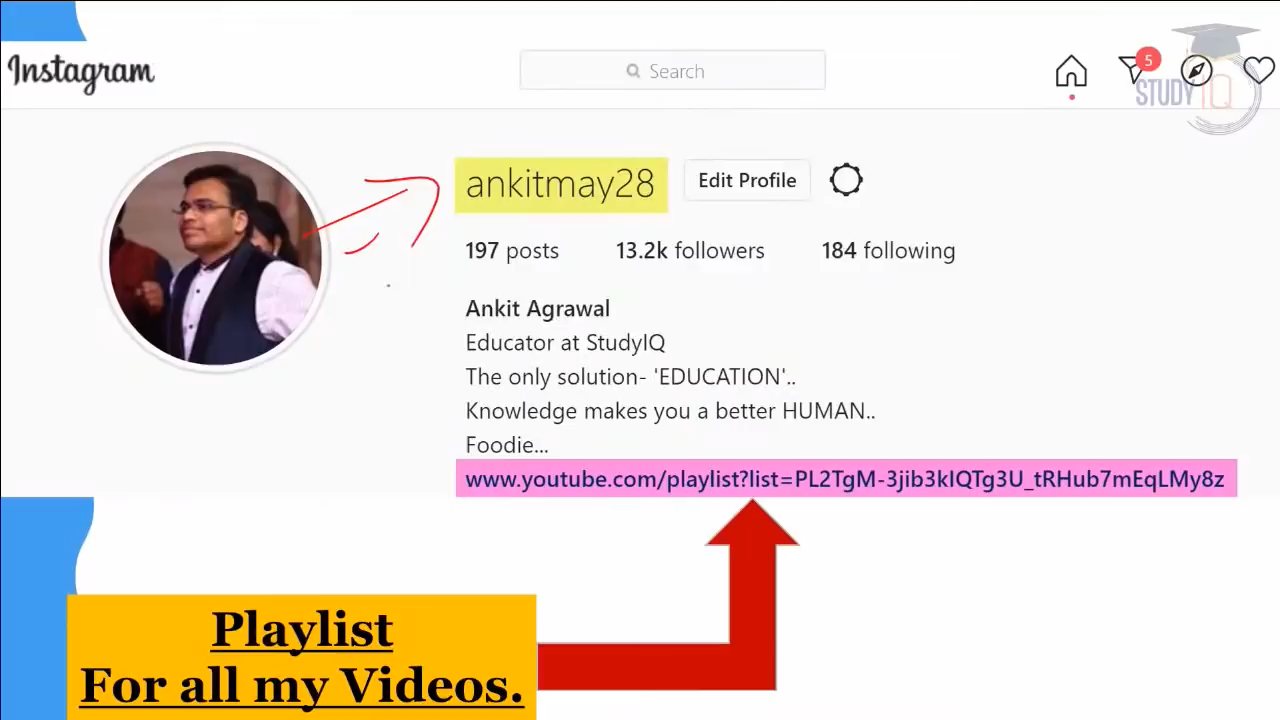 Instagram
Search
5
STUDY IQ
ankitmay28
Edit Profile
197 posts 13.2k followers 184 following
Ankit Agrawal
Educator at StudyIQ
The only solution- 'EDUCATION'..
Knowledge makes you a better HUMAN..
Foodie...
www.youtube.com/playlist?list=PL2TgM-3jib3kIQTg3U_tRHub7mEqLMy8z
Playlist
For all my Videos.